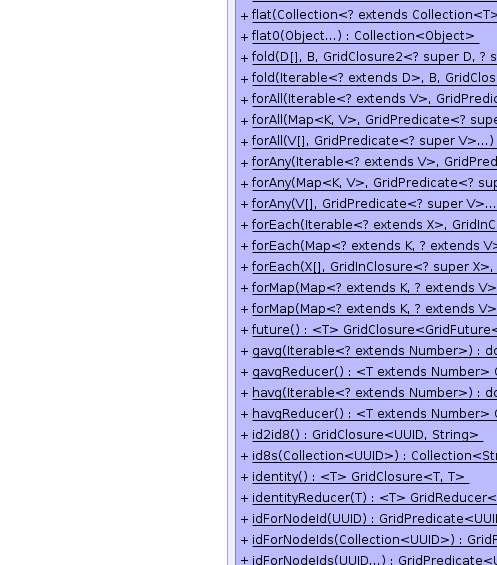 + flat(Collection<? extends Collection<T>
+ flat0(Object...) : Collection<Object>
+ fold(D[], B, GridClosure2<? super D, ? s
+ fold(Iterable<? extends D>, B, GridClos
+ forAll(Iterable<? extends V>, GridPredic
+ forAll(Map<K, V>, GridPredicate<? supe
+ forAll(V[], GridPredicate<? super V>...)
+ forAny(Iterable<? extends V>, GridPred
+ forAny(Map<K, V>, GridPredicate<? sup
+ forAny(V[], GridPredicate<? super V>...
+ forEach(Iterable<? extends X>, GridInC
+ forEach(Map<? extends K, ? extends V>
+ forEach(X[], GridInClosure<? super X>,
+ forMap(Map<? extends K, ? extends V>
+ forMap(Map<? extends K, ? extends V>
+ future() : <T> GridClosure<GridFuture<
+ gavg(Iterable<? extends Number>) : do
+ gavgReducer() : <T extends Number> G
+ havg(Iterable<? extends Number>) : do
+ havgReducer() : <T extends Number> G
+ id2id8() : GridClosure<UUID, String>
+ id8s(Collection<UUID>) : Collection<Str
+ identity() : <T> GridClosure<T, T>
+ identityReducer(T) : <T> GridReducer<
+ idForNodeId(UUID) : GridPredicate<UUI
+ idForNodeIds(Collection<UUID>) : GridP
+ idForNodeIds(UUID...) : GridPredicate<U